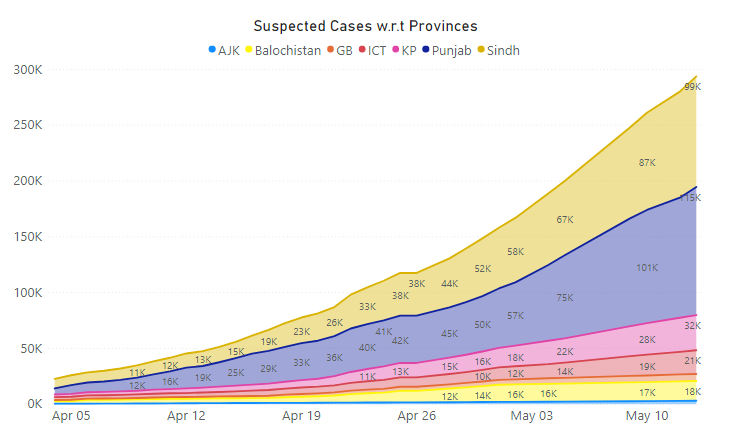 Suspected Cases w.r.t Provinces
AJK Balochistan GB ICT KP Punjab Sindh
300K
99K
250K
87K
200K
67K
115K
150K
58K
52K
101K
44K
38K
38K
75K
100K
33K
26K
57K
23K
50K
19K
45K
41K
42K
32K
15K
40K
28K
50K
13K
36K
22K
12K
33K
18K
11K
29K
16K
21K
25K
15K
19K
19K
13K
14K
16K
11K
12K
12K
10K
18K
17K
16K
16K
14K
12K
0K
Apr 05 Apr 12 Apr 19 Apr 26 May 03 May 10